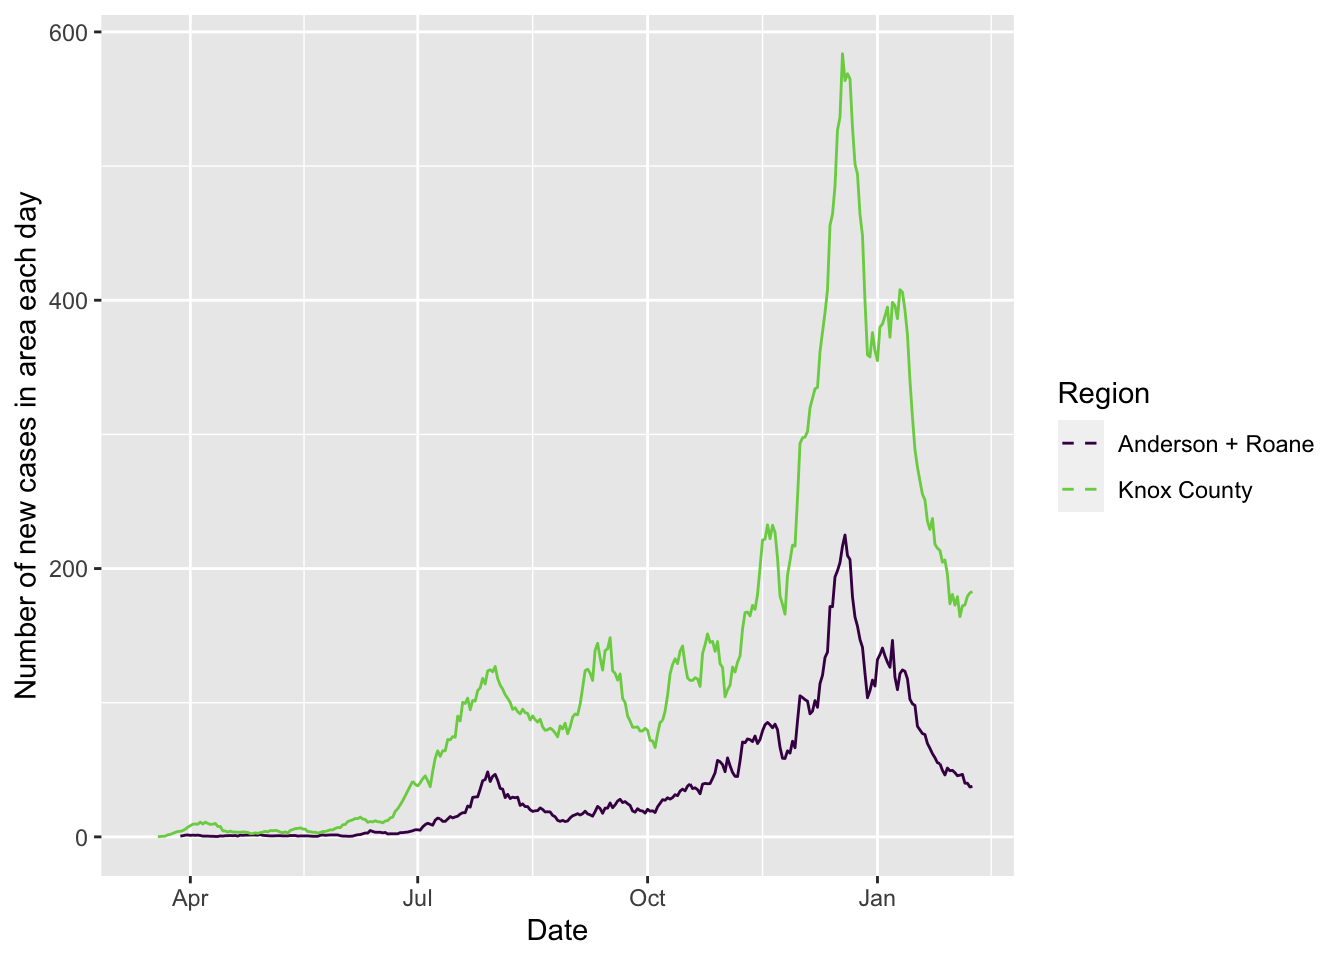 600
400
200
0
Number of new cases in area each day
Apr
Jul
Oct
Jan
Date
Region
Anderson + Roane
Knox County